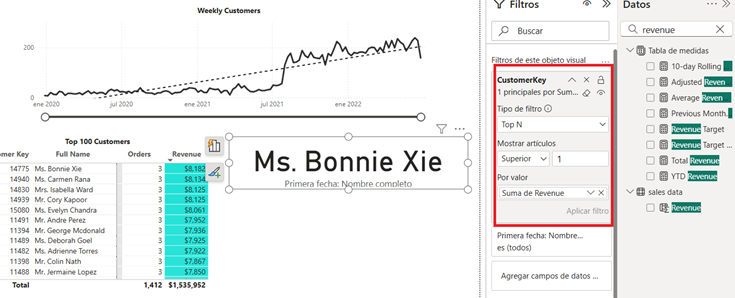 Weekly Customers
200
0
ene 2020 jul 2020 ene 2021 jul 2021 ene 2022
Top 100 Customers
er Key Full Name Orders Revenue
14775 Ms. Bonnie Xie 3 $8,182
14754 Ms. Carmen Rana 3 $8,134
14830 Mrs. Isabella Ward 3 $8,125
14939 Mr. Cory Kapoor 3 $8,125
15080 Ms. Evelyn Chandra 3 $8,061
11491 Mr. Andre Perez 3 $7,952
11394 Mr. George Mcdonald 3 $7,936
11489 Ms. Deborah Goel 3 $7,925
11482 Ms. Adrienne Torres 3 $7,922
11398 Mr. Colin Nath 3 $7,867
11488 Mr. Jermaine Lopez 3 $7,850
Total 1,412 $1,535,952
Ms. Bonnie Xie
Primera fecha: Nombre completo
Filtros
Buscar
Filtros de este objeto visual ...
CustomerKey
1 principales por Sum...
Tipo de filtro
Top N
Mostrar artículos
Superior 1
Por valor
Suma de Revenue
Aplicar filtro
Primera fecha: Nombre...
es (todos)
Agregar campos de datos ...
Datos
revenue
Tabla de medidas
10-day Rolling
Adjusted Reven
Average Reven
Previous Month.
Revenue Target
Revenue Target ...
Total Revenue
YTD Revenue
sales data
Revenue